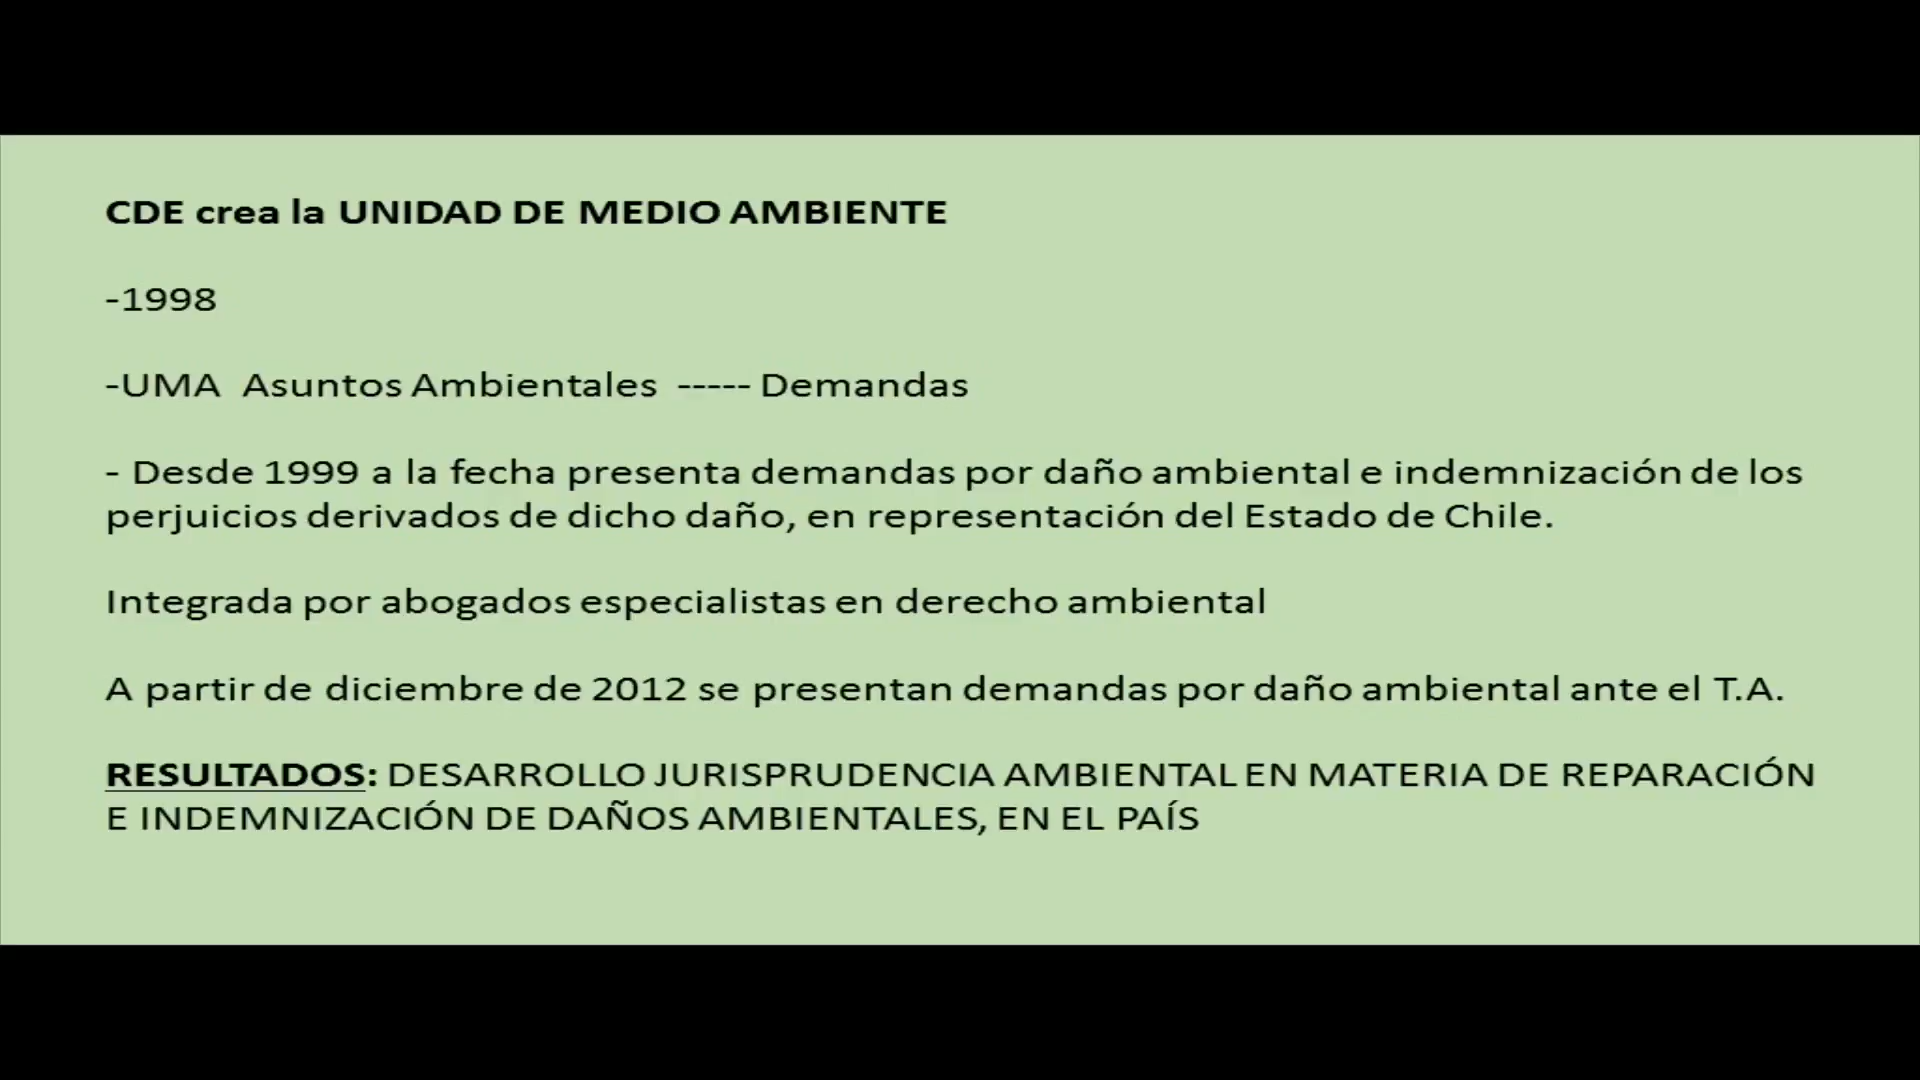 CDE crea la UNIDAD DE MEDIO AMBIENTE
-1998
-UMA Asuntos Ambientales ----- Demandas
- Desde 1999 a la fecha presenta demandas por daño ambiental e indemnización de los
perjuicios derivados de dicho daño, en representación del Estado de Chile.
Integrada por abogados especialistas en derecho ambiental
A partir de diciembre de 2012 se presentan demandas por daño ambiental ante el T.A.
RESULTADOS: DESARROLLO JURISPRUDENCIA AMBIENTAL EN MATERIA DE REPARACIÓN
E INDEMNIZACIÓN DE DAÑOS AMBIENTALES, EN EL PAÍS